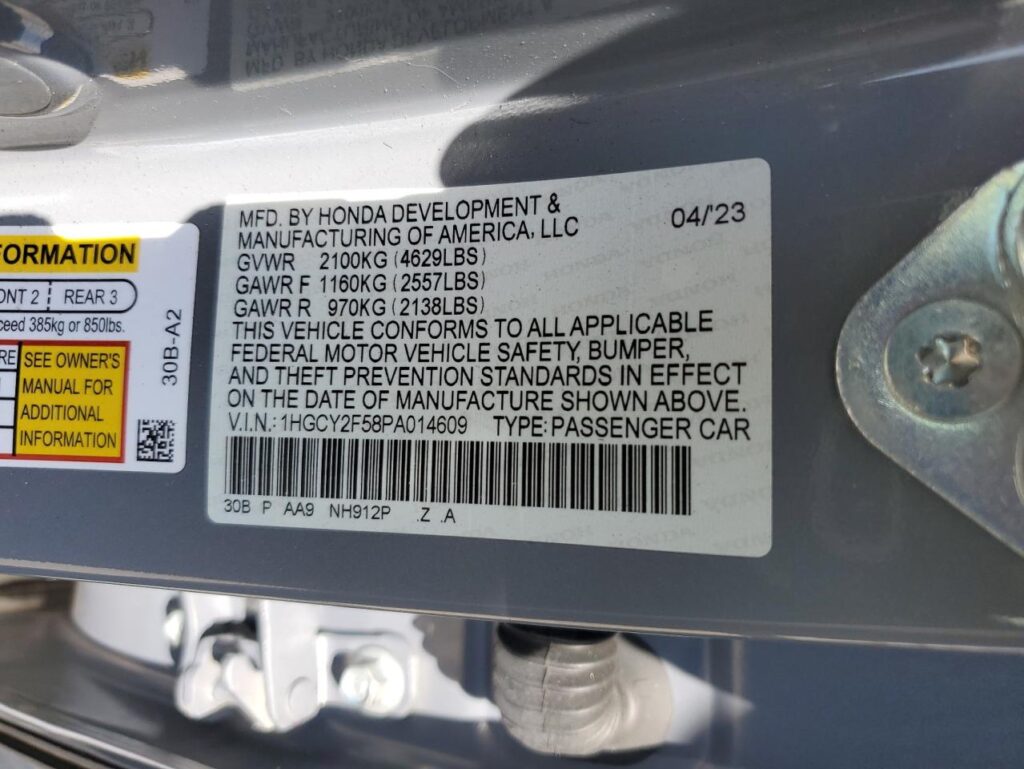 FORMATION
ONT 2 REAR 3
ceed 385kg or 850lbs.
RE
SEE OWNER'S
MANUAL FOR
ADDITIONAL
INFORMATION
30B-A2
MFD. BY HONDA DEVELOPMENT & 04/'23
MANUFACTURING OF AMERICA, LLC
GVWR 2100KG (4629LBS)
GAWR F 1160KG (2557LBS)
GAWR R 970KG (2138LBS)
THIS VEHICLE CONFORMS TO ALL APPLICABLE
FEDERAL MOTOR VEHICLE SAFETY, BUMPER,
AND THEFT PREVENTION STANDARDS IN EFFECT
ON THE DATE OF MANUFACTURE SHOWN ABOVE.
V.I.N.: 1HGCY2F58PA014609 TYPE: PASSENGER CAR
30B P AA9 NH912P .Z .A